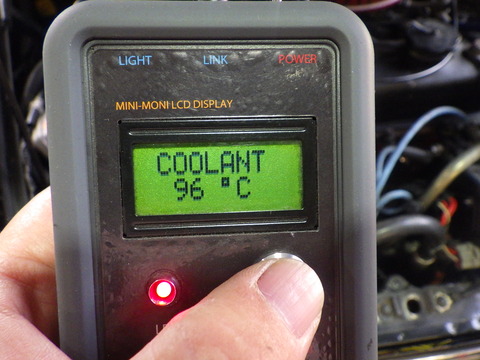 LIGHT LINK POWER
MINI-MONI LCD DISPLAY
COOLANT
96 °C